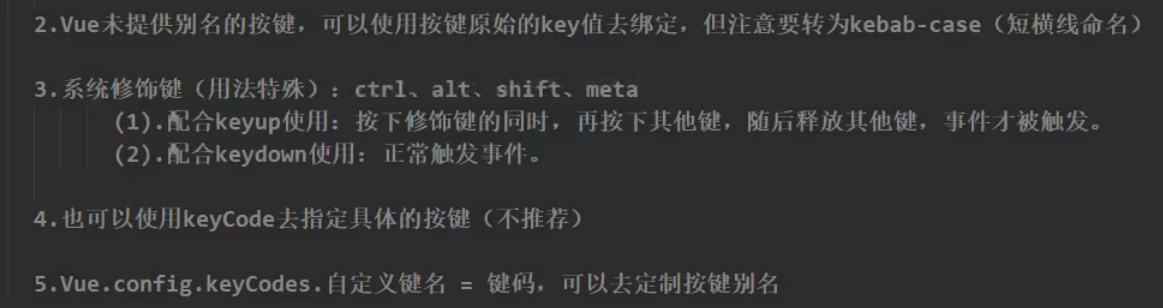 2.Vue未提供别名的按键，可以使用按键原始的key值去绑定，但注意要转为kebab-case（短横线命名）
3.系统修饰键（用法特殊）：ctrl、alt、shift、meta
(1).配合keyup使用：按下修饰键的同时，再按下其他键，随后释放其他键，事件才被触发。
(2).配合keydown使用：正常触发事件。
4.也可以使用keyCode去指定具体的按键（不推荐）
5.Vue.config.keyCodes.自定义键名 = 键码，可以去定制按键别名